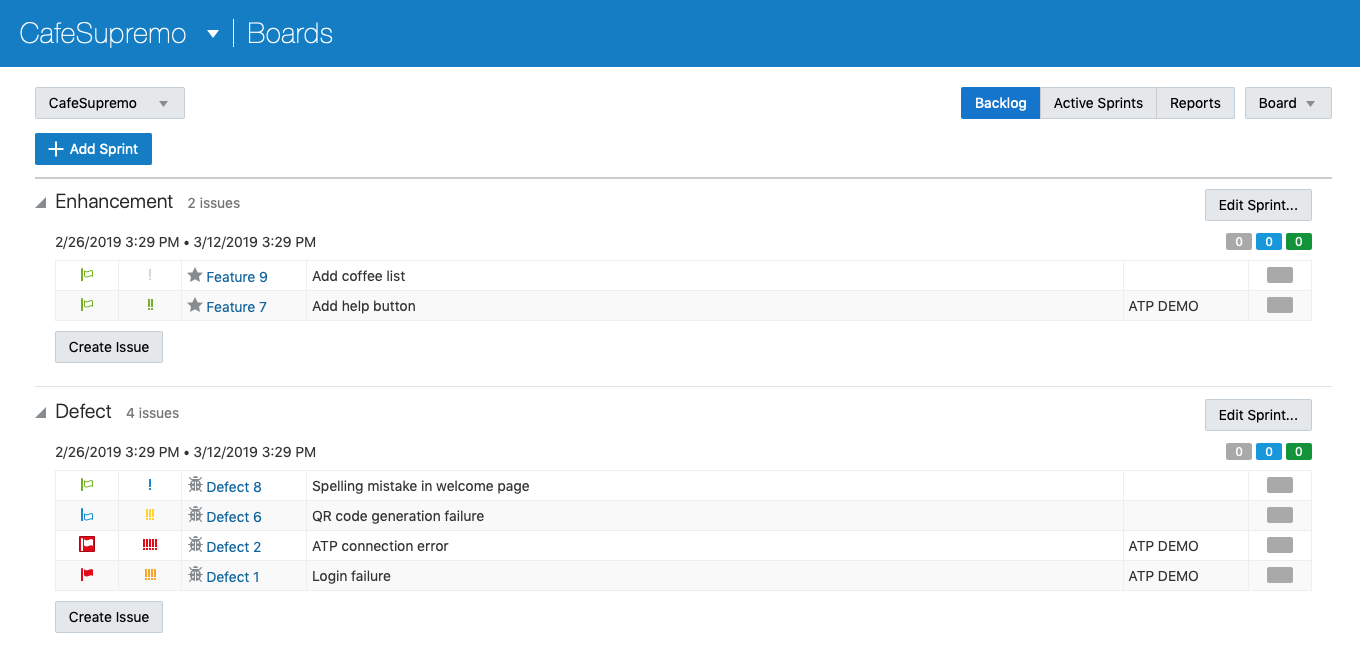 CafeSupremo Boards
CafeSupremo Backlog Active Sprints Reports Board
Add Sprint
Enhancement 2 issues Edit Sprint...
2/26/2019 3:29 PM • 3/12/2019 3:29 PM 0 0 0
! Feature 9 Add coffee list
!! Feature 7 Add help button ATP DEMO
Create Issue
Defect 4 issues Edit Sprint...
2/26/2019 3:29 PM • 3/12/2019 3:29 PM 0 0 0
! Defect 8 Spelling mistake in welcome page
!!! Defect 6 QR code generation failure
!!!!! Defect 2 ATP connection error ATP DEMO
!!!! Defect 1 Login failure ATP DEMO
Create Issue